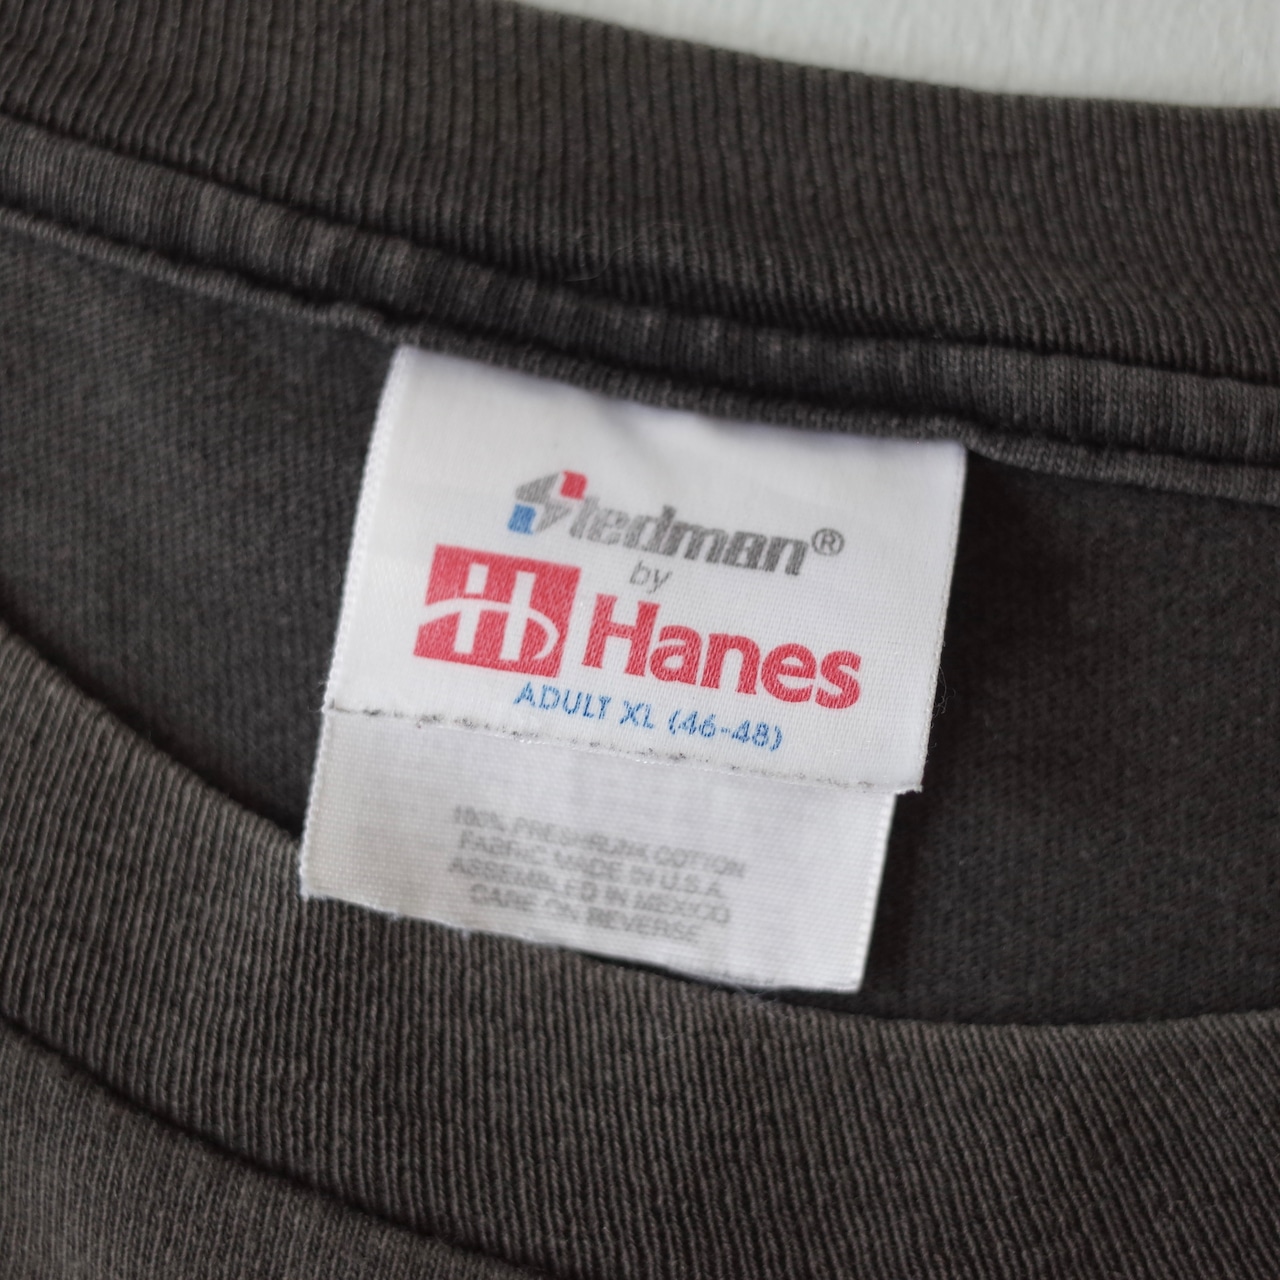 Stedman®
by
H Hanes
ADULT XL (46-48)
100% PRESHRUNK COTTON
FABRIC MADE IN U.S.A.
ASSEMBLED IN MEXICO
CARE ON REVERSE